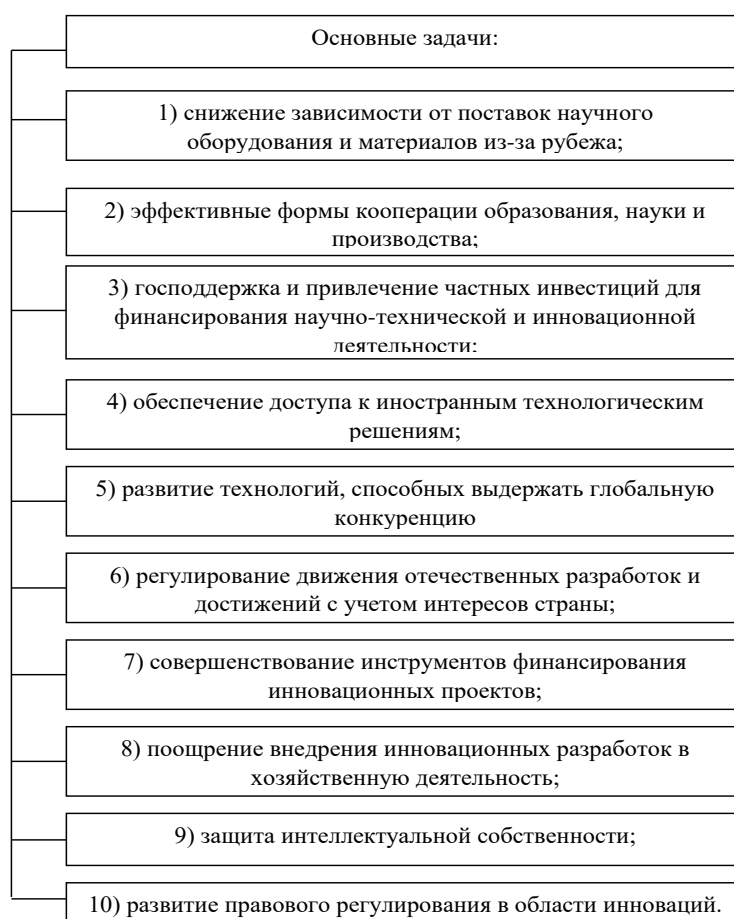 Основные задачи:
1) снижение зависимости от поставок научного
оборудования и материалов из-за рубежа;
2) эффективные формы кооперации образования, науки и
производства;
3) господдержка и привлечение частных инвестиций для
финансирования научно-технической и инновационной
деятельности;
4) обеспечение доступа к иностранным технологическим
решениям;
5) развитие технологий, способных выдержать глобальную
конкуренцию
6) регулирование движения отечественных разработок и
достижений с учетом интересов страны;
7) совершенствование инструментов финансирования
инновационных проектов;
8) поощрение внедрения инновационных разработок в
хозяйственную деятельность;
9) защита интеллектуальной собственности;
10) развитие правового регулирования в области инноваций.